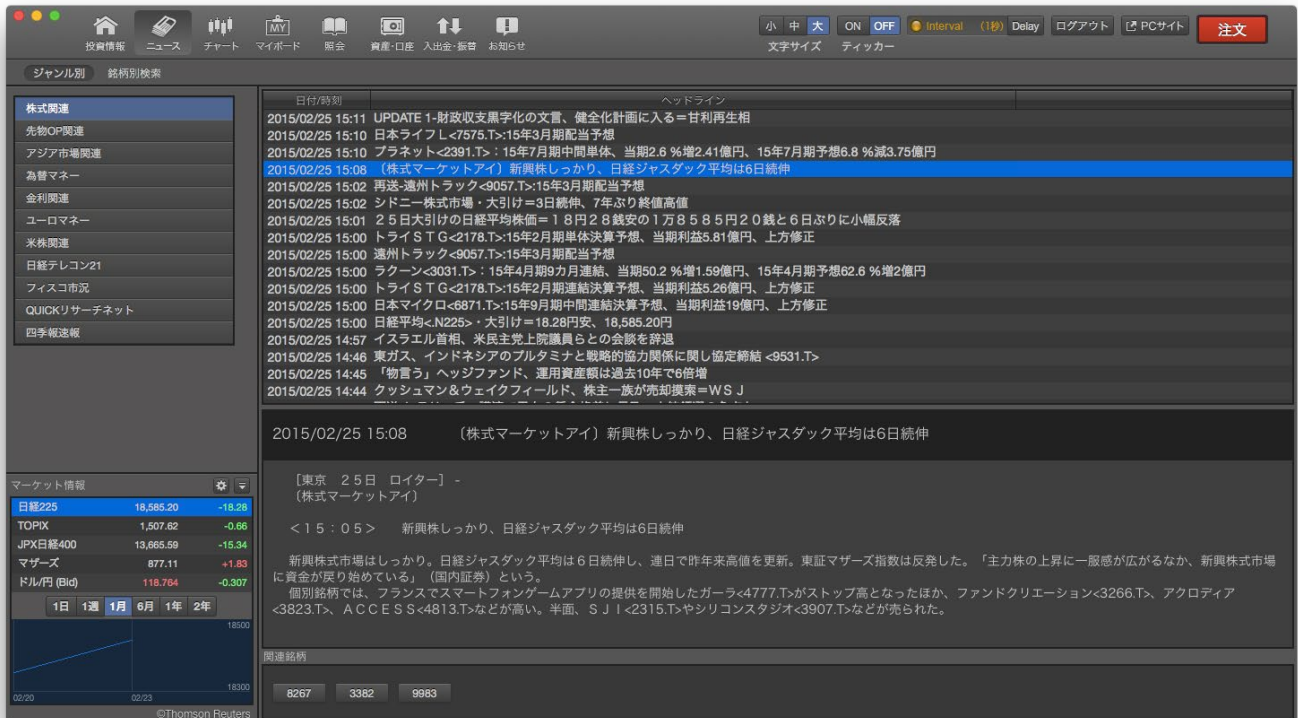 投資情報
ニュース
チャート
MY
マイボード
照会
資産・口座
入出金・振替
お知らせ
小 中 大
文字サイズ
ON OFF
ティッカー
Interval (1秒) Delay
ログアウト
PCサイト
注文
ジャンル別 銘柄別検索
株式関連
先物OP関連
アジア市場関連
為替マネー
金利関連
ユーロマネー
米株関連
日経テレコン21
フィスコ市況
QUICKリサーチネット
四季報速報
日付/時刻 ヘッドライン
2015/02/25 15:11 UPDATE 1-財政収支黒字化の文言、健全化計画に入る＝甘利再生相
2015/02/25 15:10 日本ライフＬ<7575.T>:15年3月期配当予想
2015/02/25 15:10 プラネット<2391.T>：15年7月期中間単体、当期2.6 %増2.41億円、15年7月期予想6.8 %減3.75億円
2015/02/25 15:08 〔株式マーケットアイ〕新興株しっかり、日経ジャスダック平均は6日続伸
2015/02/25 15:02 再送-遠州トラック<9057.T>:15年3月期配当予想
2015/02/25 15:02 シドニー株式市場・大引け＝3日続伸、7年ぶり終値高値
2015/02/25 15:01 ２５日大引けの日経平均株価＝１８円２８銭安の１万８５８５円２０銭と６日ぶりに小幅反落
2015/02/25 15:00 トライＳＴＧ<2178.T>:15年2月期単体決算予想、当期利益5.81億円、上方修正
2015/02/25 15:00 遠州トラック<9057.T>:15年3月期配当予想
2015/02/25 15:00 ラクーン<3031.T>：15年4月期9カ月連結、当期50.2 %増1.59億円、15年4月期予想62.6 %増2億円
2015/02/25 15:00 トライＳＴＧ<2178.T>:15年2月期連結決算予想、当期利益5.26億円、上方修正
2015/02/25 15:00 日本マイクロ<6871.T>:15年9月期中間連結決算予想、当期利益19億円、上方修正
2015/02/25 15:00 日経平均<.N225>・大引け＝18.28円安、18,585.20円
2015/02/25 14:57 イスラエル首相、米民主党上院議員らとの会談を辞退
2015/02/25 14:46 東ガス、インドネシアのプルタミナと戦略的協力関係に関し協定締結 <9531.T>
2015/02/25 14:45 「物言う」ヘッジファンド、運用資産額は過去10年で6倍増
2015/02/25 14:44 クッシュマン＆ウェイクフィールド、株主一族が売却摸索＝ＷＳＪ
2015/02/25 15:08 〔株式マーケットアイ〕新興株しっかり、日経ジャスダック平均は6日続伸
［東京 ２５日 ロイター］ -
〔株式マーケットアイ〕
＜１５：０５＞ 新興株しっかり、日経ジャスダック平均は6日続伸
新興株式市場はしっかり。日経ジャスダック平均は６日続伸し、連日で昨年来高値を更新。東証マザーズ指数は反発した。「主力株の上昇に一服感が広がるなか、新興株式市場
に資金が戻り始めている」（国内証券）という。
個別銘柄では、フランスでスマートフォンゲームアプリの提供を開始したガーラ<4777.T>がストップ高となったほか、ファンドクリエーション<3266.T>、アクロディア
<3823.T>、ＡＣＣＥＳＳ<4813.T>などが高い。半面、ＳＪＩ<2315.T>やシリコンスタジオ<3907.T>などが売られた。
関連銘柄
8267 3382 9983
マーケット情報
日経225 18,585.20 -18.28
TOPIX 1,507.62 -0.66
JPX日経400 13,665.59 -15.34
マザーズ 877.11 +1.83
ドル/円 (Bid) 118.764 -0.307
1日 1週 1月 6月 1年 2年
18500
18300
02/20 02/23
©Thomson Reuters